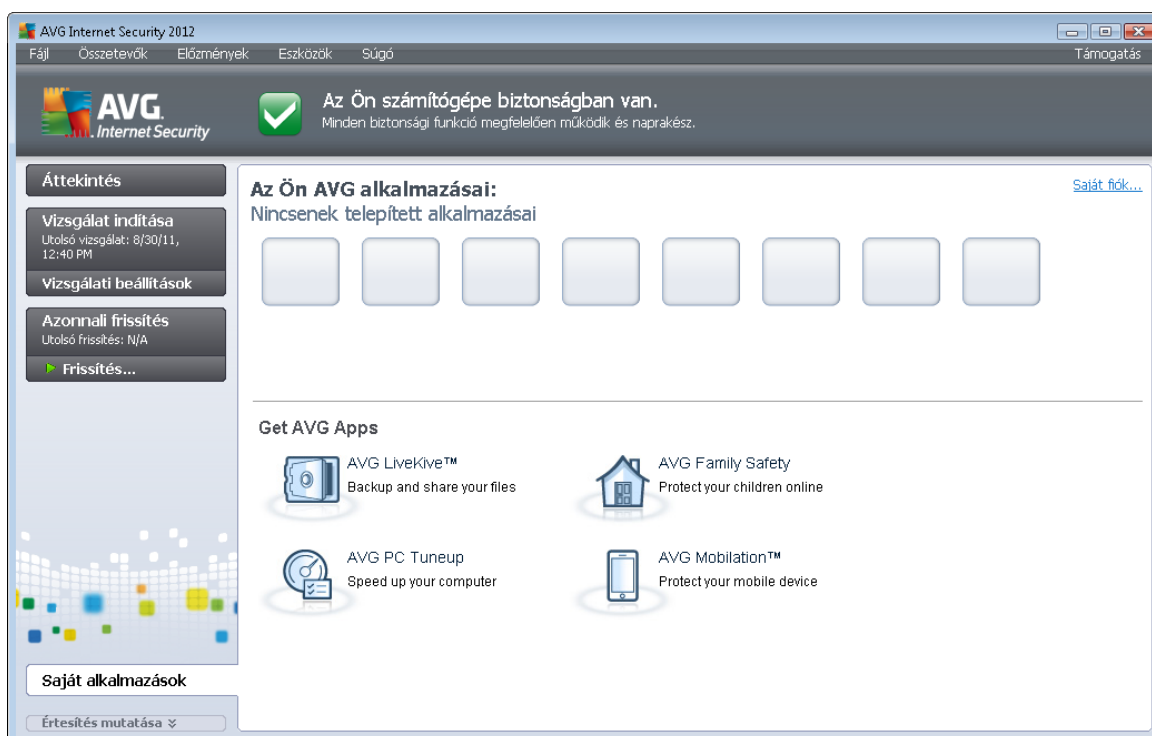 AVG Internet Security 2012
Fájl Összetevők Előzmények Eszközök Súgó Támogatás
AVG.
Internet Security
Az Ön számítógépe biztonságban van.
Minden biztonsági funkció megfelelően működik és naprakész.
Áttekintés
Vizsgálat indítása
Utolsó vizsgálat: 8/30/11,
12:40 PM
Vizsgálati beállítások
Azonnali frissítés
Utolsó frissítés: N/A
Frissítés...
Saját alkalmazások
Értesítés mutatása
Az Ön AVG alkalmazásai:
Saját fiók...
Nincsenek telepített alkalmazásai
Get AVG Apps
AVG LiveKive™
Backup and share your files
AVG Family Safety
Protect your children online
AVG PC Tuneup
Speed up your computer
AVG Mobilation™
Protect your mobile device